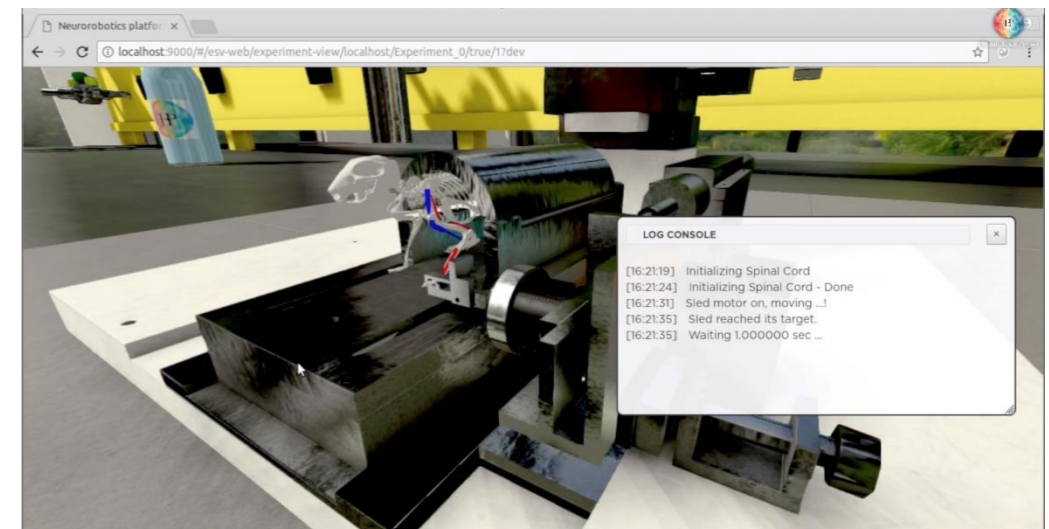 Neurorobotics platfor
localhost:9000/#/esv-web/experiment-view/localhost/Experiment_0/true/1?dev
LOG CONSOLE
[16:21:19] Initializing Spinal Cord
[16:21:24] Initializing Spinal Cord - Done
[16:21:31] Sled motor on, moving ...!
[16:21:35] Sled reached its target.
[16:21:35] Waiting 1.000000 sec ...